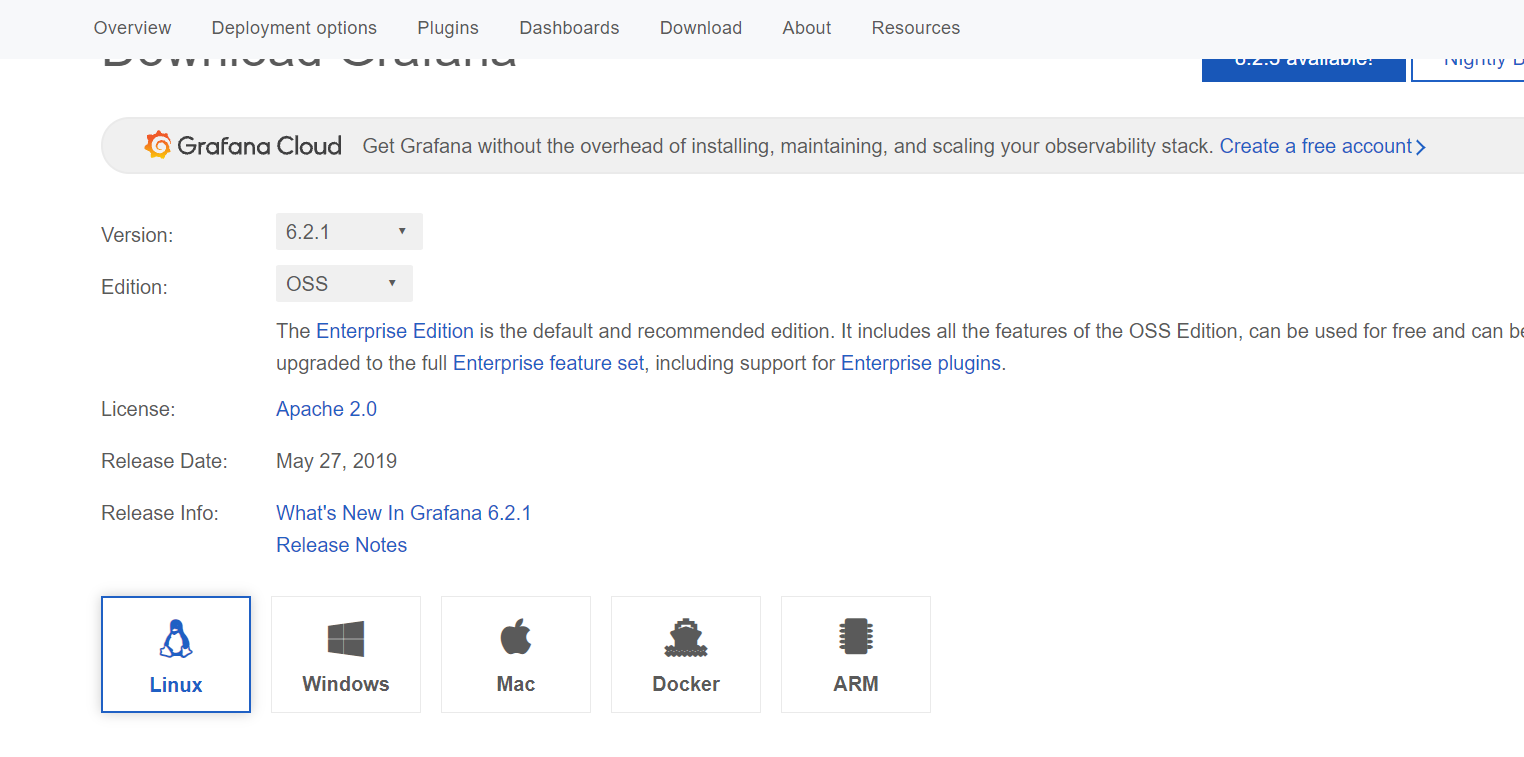 Overview Deployment options Plugins Dashboards Download About Resources
Download Grafana
8.2.3 available! Nightly
Grafana Cloud Get Grafana without the overhead of installing, maintaining, and scaling your observability stack. Create a free account
Version: 6.2.1
Edition: OSS
The Enterprise Edition is the default and recommended edition. It includes all the features of the OSS Edition, can be used for free and can be
upgraded to the full Enterprise feature set, including support for Enterprise plugins.
License: Apache 2.0
Release Date: May 27, 2019
Release Info: What's New In Grafana 6.2.1
Release Notes
Linux Windows Mac Docker ARM